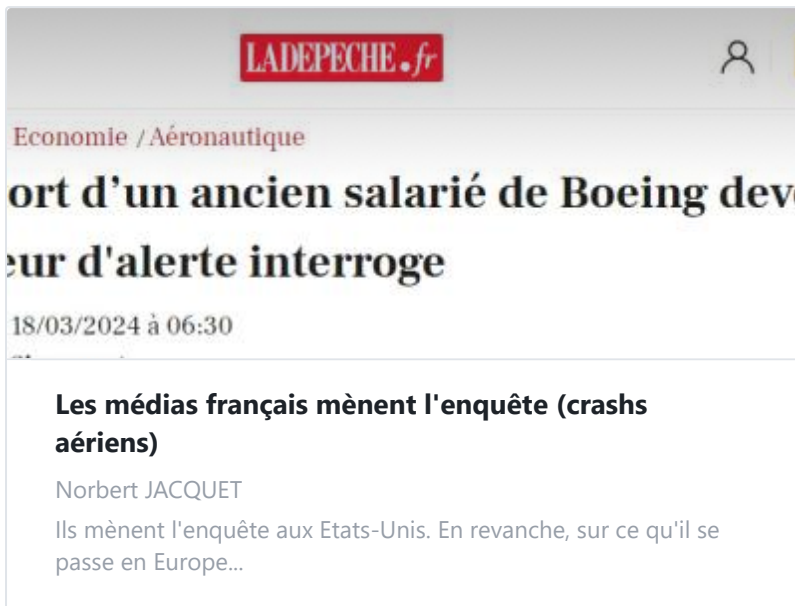 LADEPECHE.fr
Economie / Aéronautique
ort d’un ancien salarié de Boeing dev
eur d'alerte interroge
18/03/2024 à 06:30
Les médias français mènent l'enquête (crashs
aériens)
Norbert JACQUET
Ils mènent l'enquête aux Etats-Unis. En revanche, sur ce qu'il se
passe en Europe...